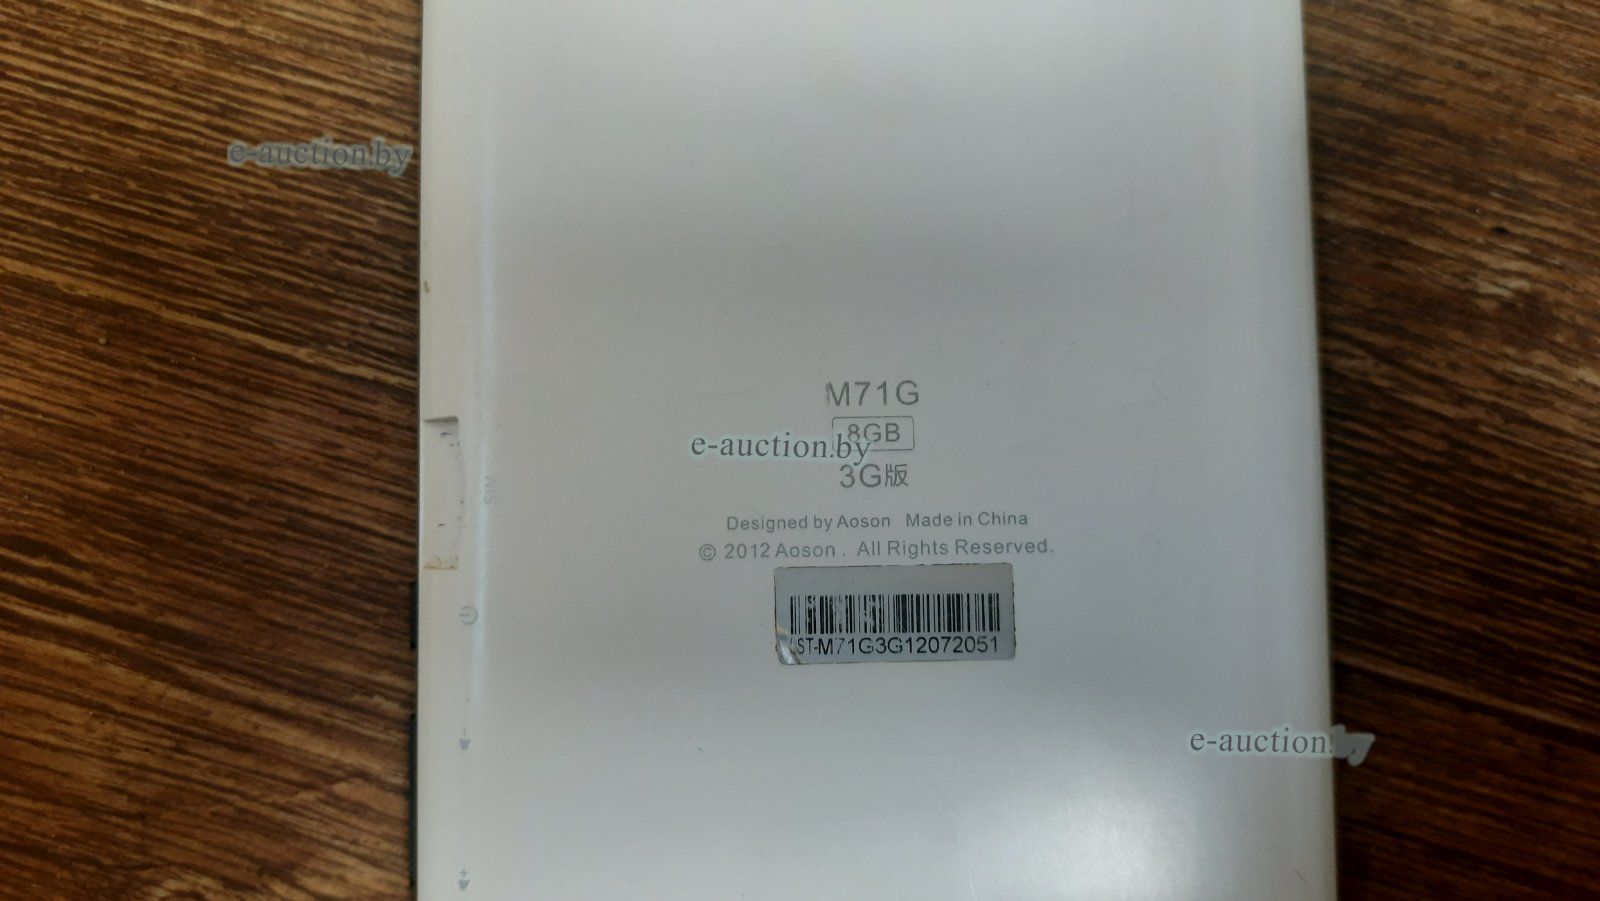 e-auction.by
M71G
8GB
e-auction.by
3G版
SIM
Designed by Aoson Made in China
© 2012 Aoson . All Rights Reserved.
ST-M71G3G12072051
e-auction.by